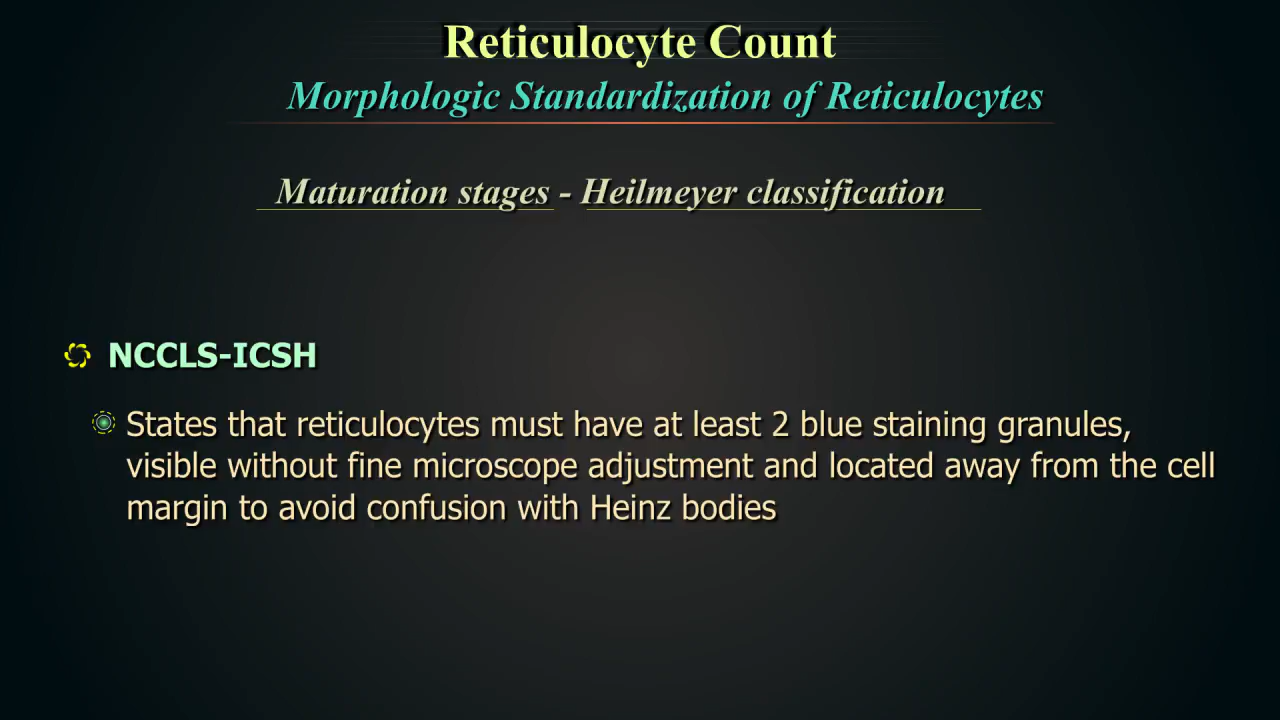 Reticulocyte Count
Morphologic Standardization of Reticulocytes
Maturation stages - Heilmeyer classification
NCCLS-ICSH
States that reticulocytes must have at least 2 blue staining granules,
visible without fine microscope adjustment and located away from the cell
margin to avoid confusion with Heinz bodies